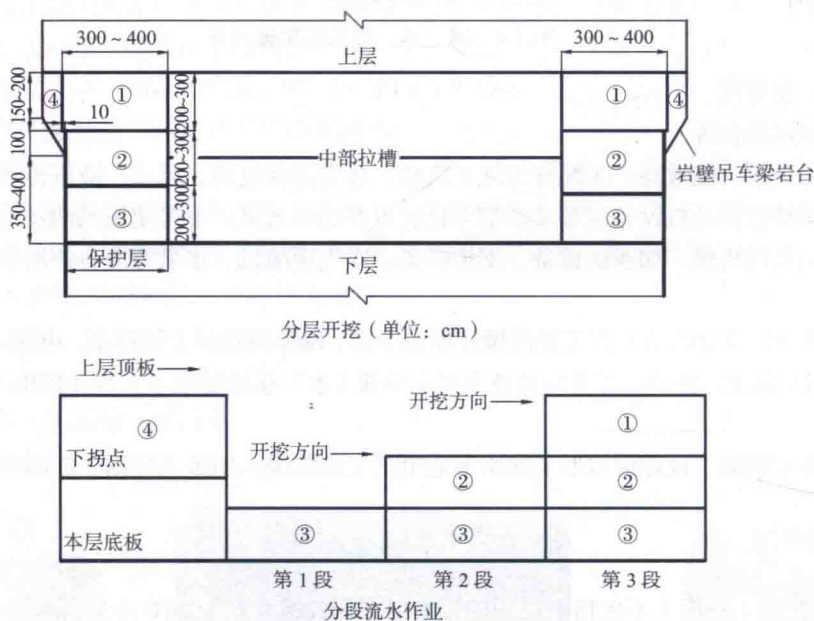 300~400
上层
300~400
④
①
①
④
150~200
10
200~300
100
②
中部拉槽
②
岩壁吊车梁岩台
200~300
350~400
③
③
200~300
保护层
下层
分层开挖（单位：cm）
上层顶板
开挖方向
①
④
下拐点
开挖方向
②
②
本层底板
③
③
③
第1段
第2段
第3段
分段流水作业